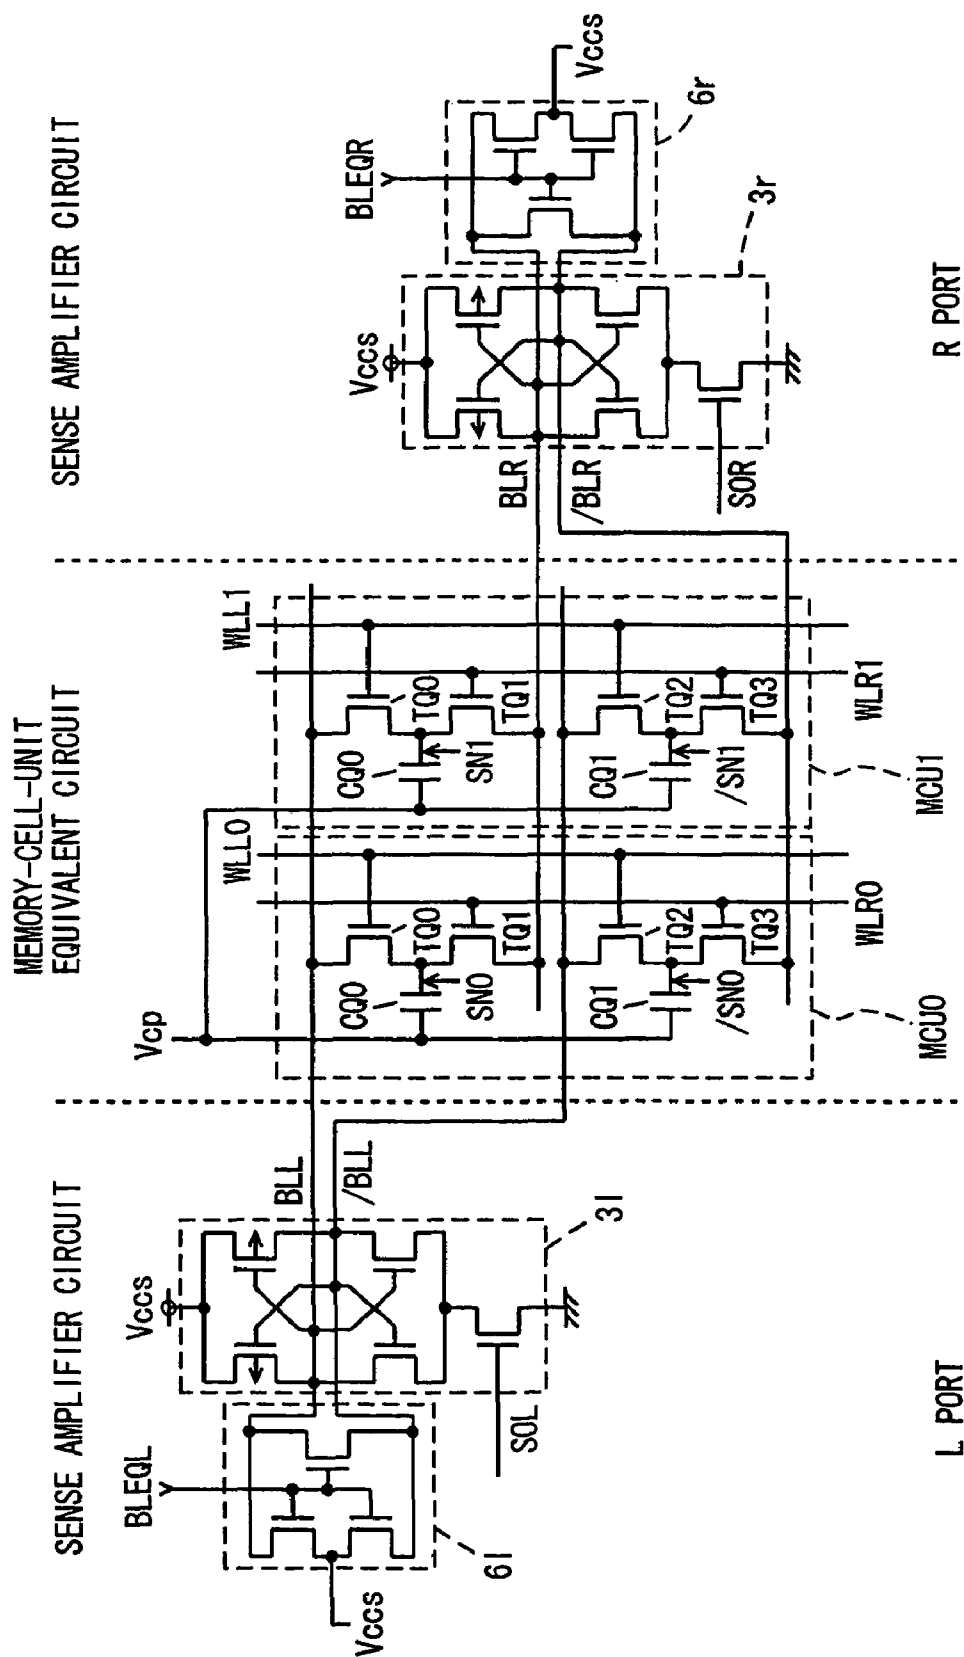 SENSE AMPLIFIER CIRCUIT
MEMORY-CELL-UNIT
EQUIVALENT CIRCUIT
SENSE AMPLIFIER CIRCUIT
BLEQL
Vccs
Vcp
WLL0
WLL1
Vccs
BLEQR
Vccs
6l
SOL
3l
BLL
/BLL
CQ0
SN0
TQ0
TQ1
CQ1
/SN0
TQ2
TQ3
MCU0
WLR0
CQ0
SN1
TQ0
TQ1
CQ1
/SN1
TQ2
TQ3
MCU1
WLR1
BLR
/BLR
SOR
3r
6r
Vccs
L PORT
R PORT